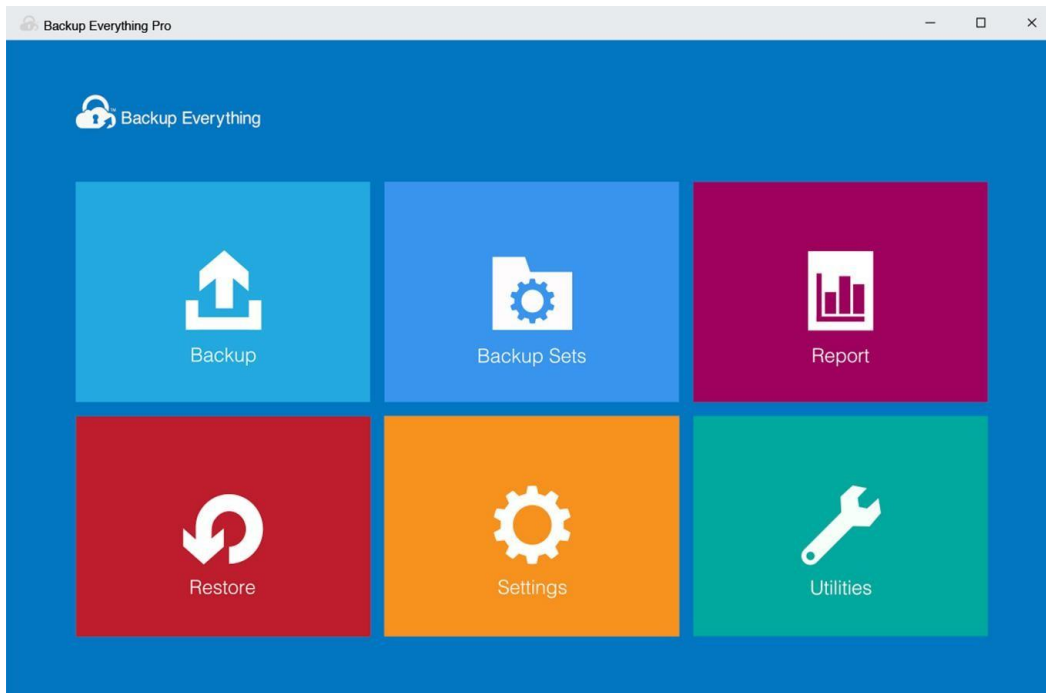 Backup Everything Pro
Backup Everything
Backup
Backup Sets
Report
Restore
Settings
Utilities